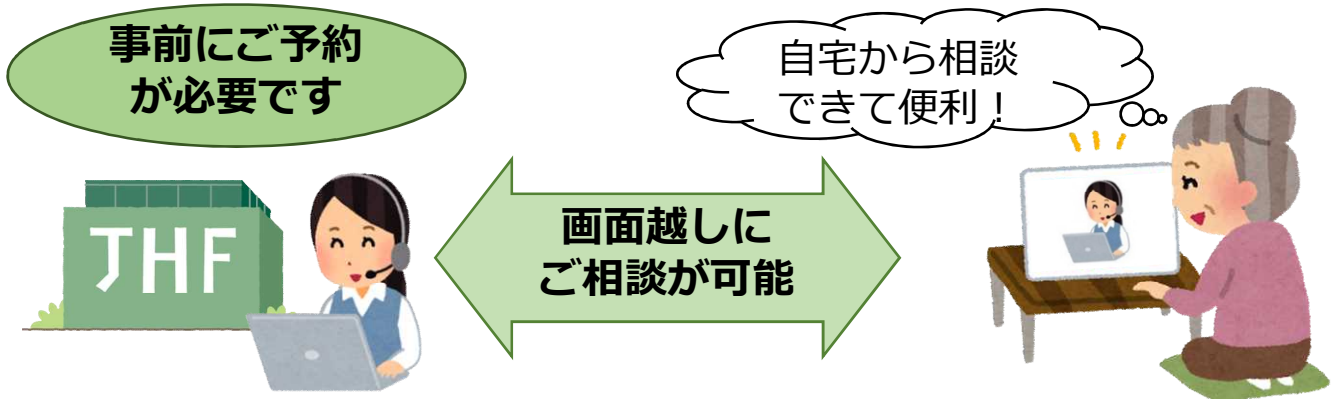 事前にご予約
が必要です
自宅から相談
できて便利！
JHF
画面越しに
ご相談が可能